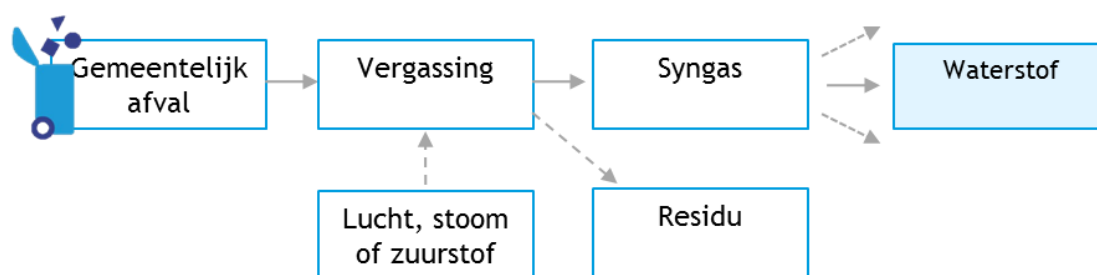 Gemeentelijk
afval
Vergassing
Syngas
Waterstof
Lucht, stoom
of zuurstof
Residu